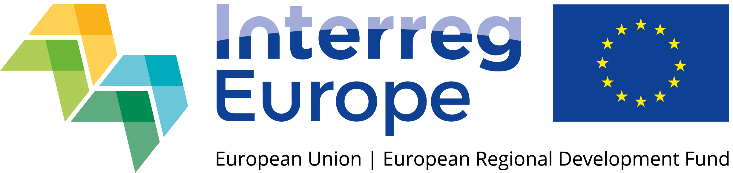 Interreg
Europe
European Union | European Regional Development Fund